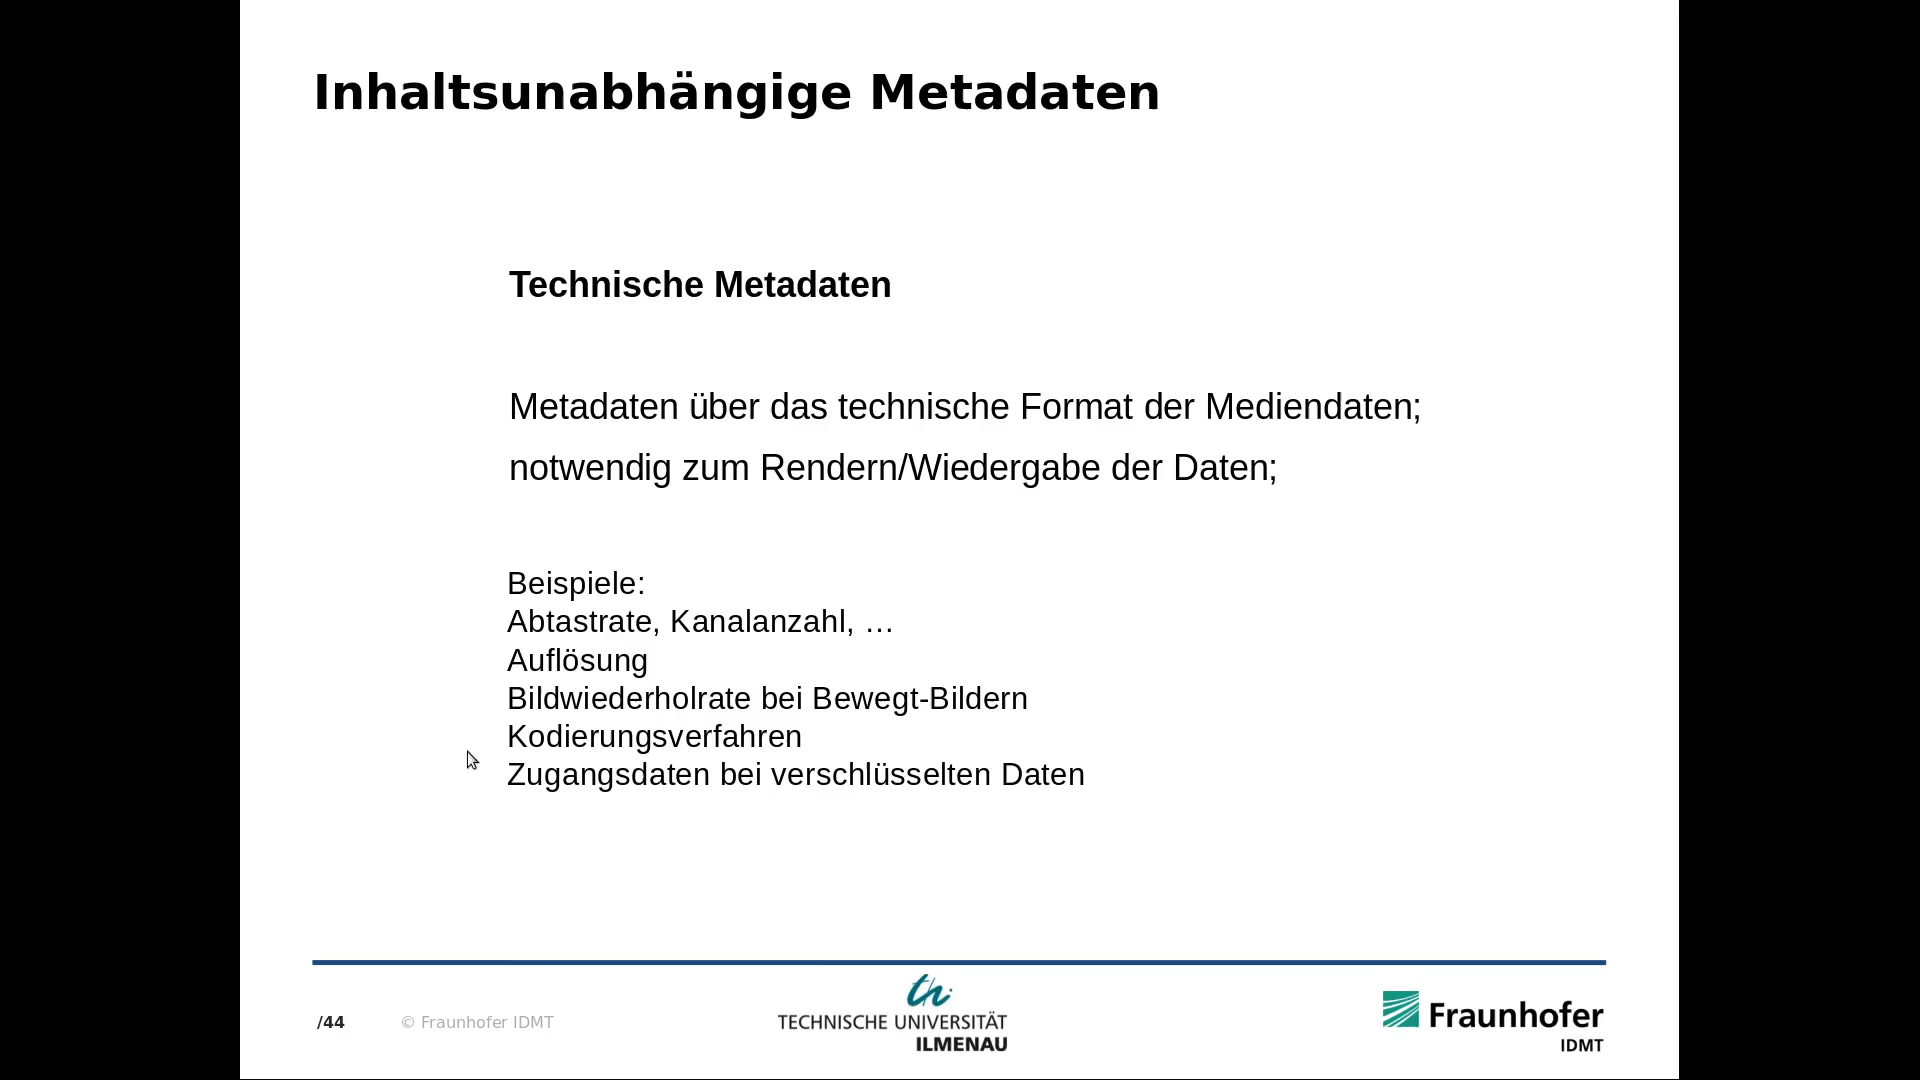 Inhaltsunabhängige Metadaten
Technische Metadaten
Metadaten über das technische Format der Mediendaten;
notwendig zum Rendern/Wiedergabe der Daten;
Beispiele:
Abtastrate, Kanalanzahl, …
Auflösung
Bildwiederholrate bei Bewegt-Bildern
Kodierungsverfahren
Zugangsdaten bei verschlüsselten Daten
/44
© Fraunhofer IDMT
th
TECHNISCHE UNIVERSITÄT
ILMENAU
Fraunhofer
IDMT